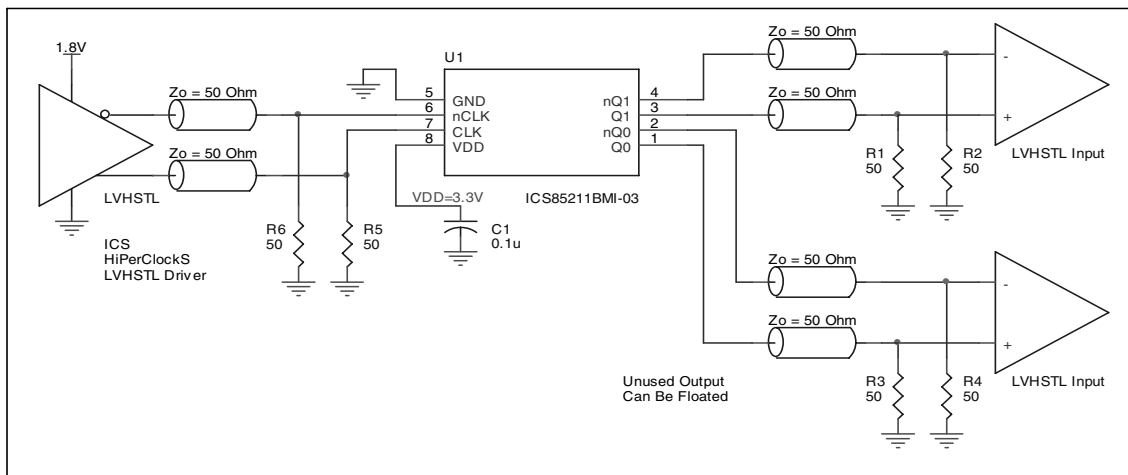 1.8V
Zo = 50 Ohm
Zo = 50 Ohm
LVHSTL
ICS
HiPerClockS
LVHSTL Driver
R6
50
R5
50
U1
5
6
7
8
GND
nCLK
CLK
VDD
nQ1
Q1
nQ0
Q0
4
3
2
1
VDD=3.3V
ICS85211BMI-03
C1
0.1u
Zo = 50 Ohm
Zo = 50 Ohm
-
+
R1
50
R2
50
LVHSTL Input
Zo = 50 Ohm
Zo = 50 Ohm
-
+
R3
50
R4
50
LVHSTL Input
Unused Output
Can Be Floated